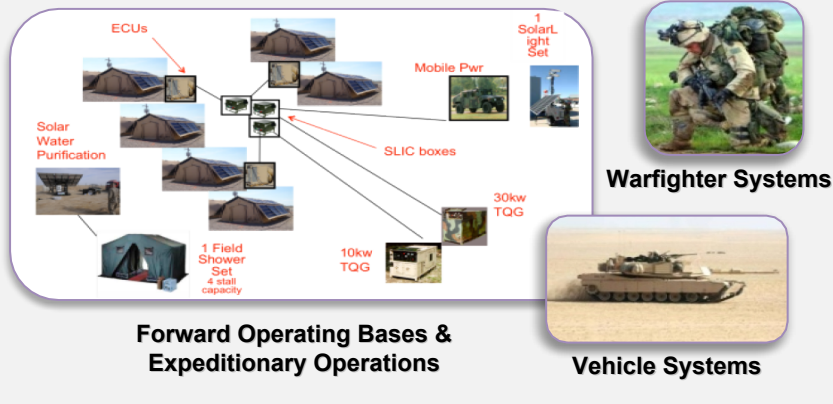 ECUs
1
SolarL
ight
Set
Mobile Pwr
Solar
Water
Purification
SLIC boxes
30kw
TQG
10kw
TQG
1 Field
Shower
Set
4 stall
capacity
Warfighter Systems
Forward Operating Bases &
Expeditionary Operations
Vehicle Systems